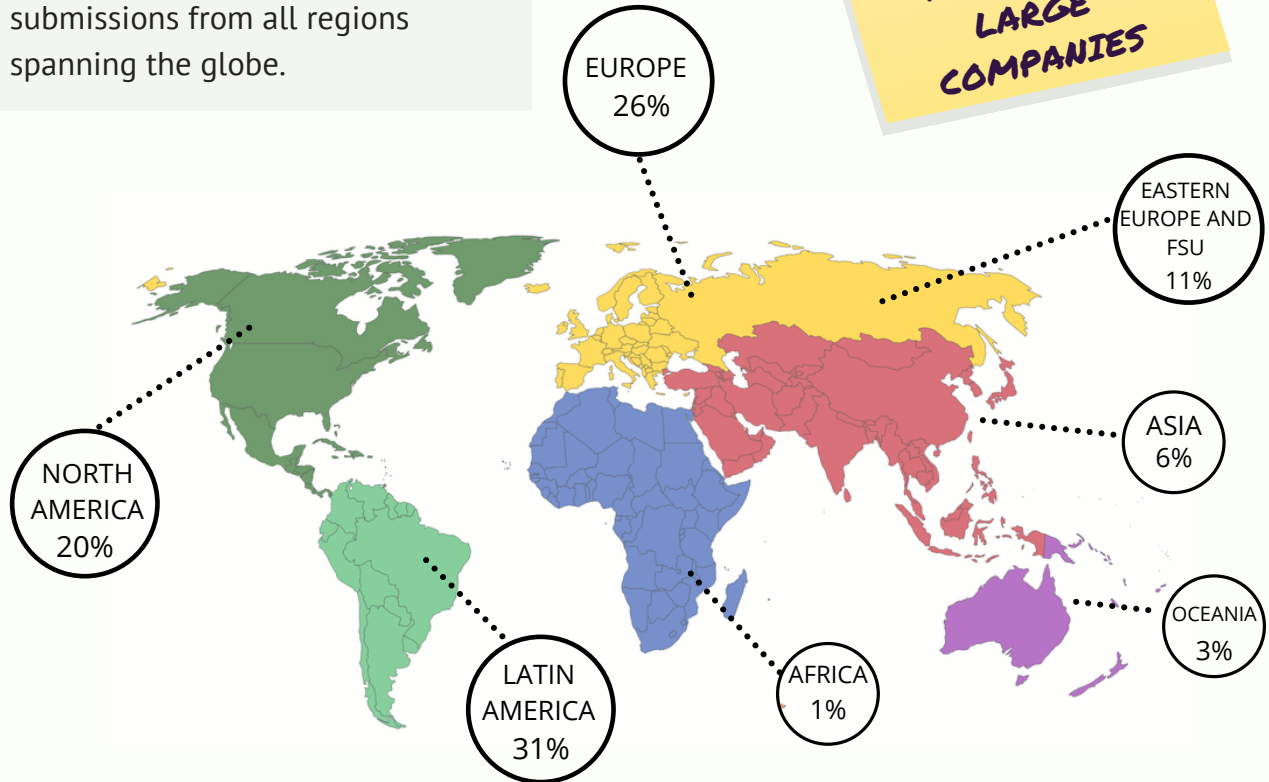 submissions from all regions
spanning the globe.
LARGE
COMPANIES
EUROPE
26%
EASTERN
EUROPE AND
FSU
11%
ASIA
6%
NORTH
AMERICA
20%
OCEANIA
3%
LATIN
AMERICA
31%
AFRICA
1%